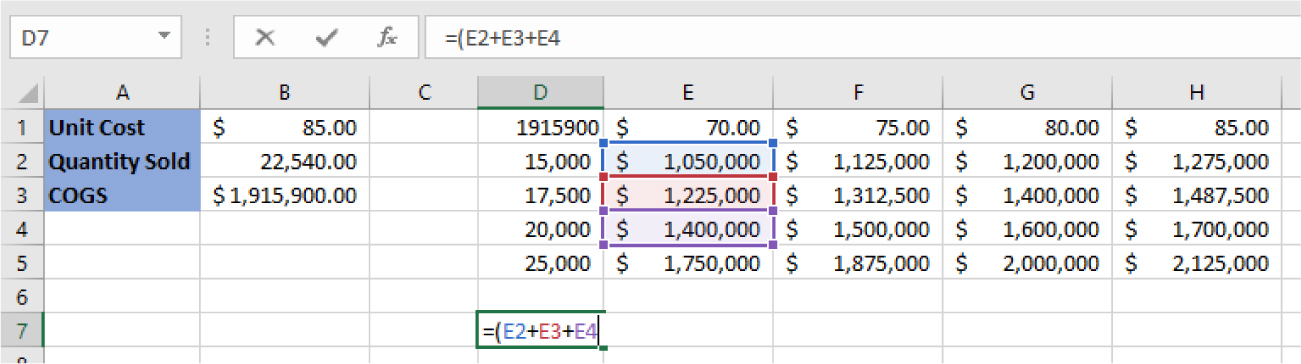 D7 fx =(E2+E3+E4
A B C D E F G H
1 Unit Cost $ 85.00 1915900 $ 70.00 $ 75.00 $ 80.00 $ 85.00
2 Quantity Sold 22,540.00 15,000 $ 1,050,000 $ 1,125,000 $ 1,200,000 $ 1,275,000
3 COGS $ 1,915,900.00 17,500 $ 1,225,000 $ 1,312,500 $ 1,400,000 $ 1,487,500
4 20,000 $ 1,400,000 $ 1,500,000 $ 1,600,000 $ 1,700,000
5 25,000 $ 1,750,000 $ 1,875,000 $ 2,000,000 $ 2,125,000
6
7 =(E2+E3+E4